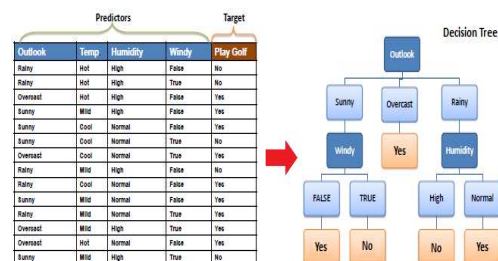 Predictors Target
Outlook Temp Humidity Windy Play Golf
Rainy Hot High False No
Rainy Hot High True No
Overcast Hot High False Yes
Sunny Mild High False Yes
Sunny Cool Normal False Yes
Sunny Cool Normal True No
Overcast Cool Normal True Yes
Rainy Mild High False No
Rainy Cool Normal False Yes
Sunny Mild Normal False Yes
Rainy Mild Normal True Yes
Overcast Mild High True Yes
Overcast Hot Normal False Yes
Sunny Mild High True No
Decision Tree
Outlook
Sunny Overcast Rainy
Windy Yes Humidity
FALSE TRUE High Normal
Yes No No Yes